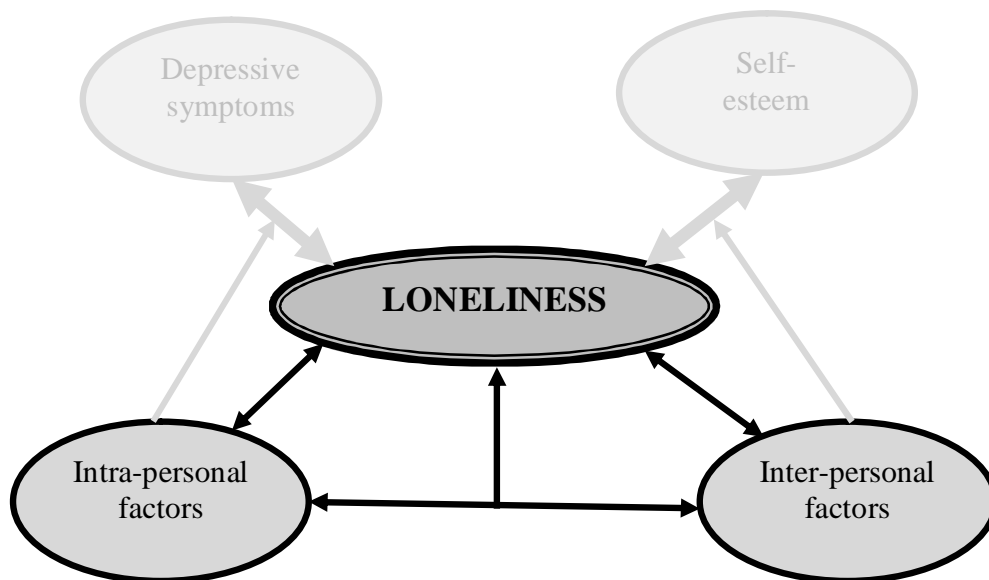 Depressive
symptoms
Self-
esteem
LONELINESS
Intra-personal
factors
Inter-personal
factors